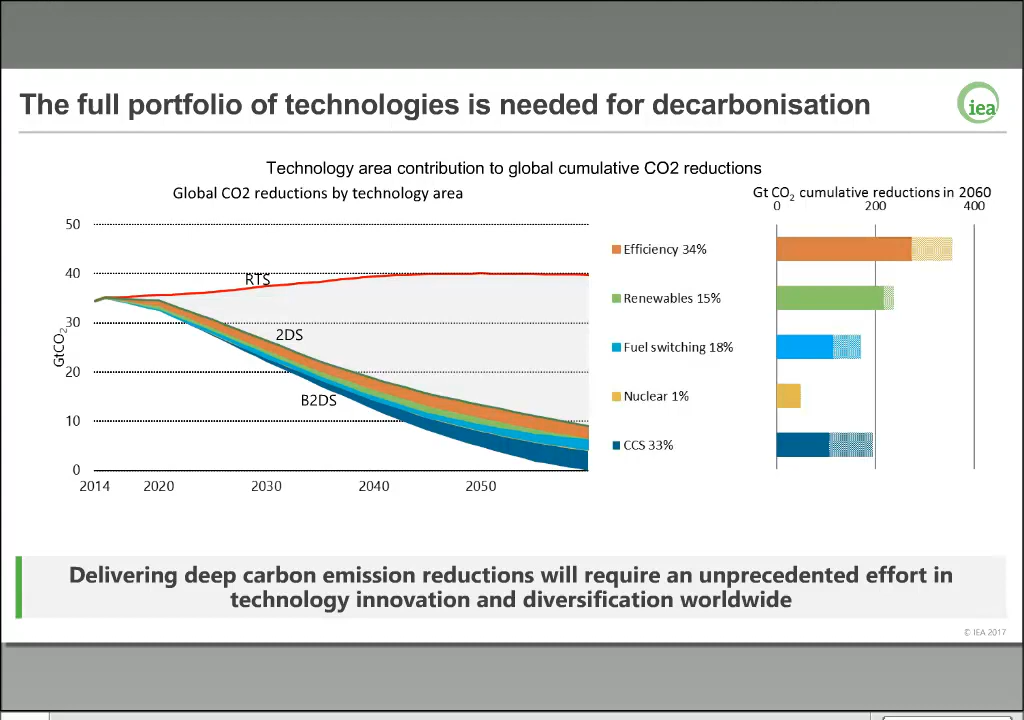 The full portfolio of technologies is needed for decarbonisation
iea
Technology area contribution to global cumulative CO2 reductions
Global CO2 reductions by technology area
Gt CO2 cumulative reductions in 2060
0 200 400
50
40
30
20
10
0
GtCO2
RTS
2DS
B2DS
2014 2020 2030 2040 2050
Efficiency 34%
Renewables 15%
Fuel switching 18%
Nuclear 1%
CCS 33%
Delivering deep carbon emission reductions will require an unprecedented effort in
technology innovation and diversification worldwide
© IEA 2017